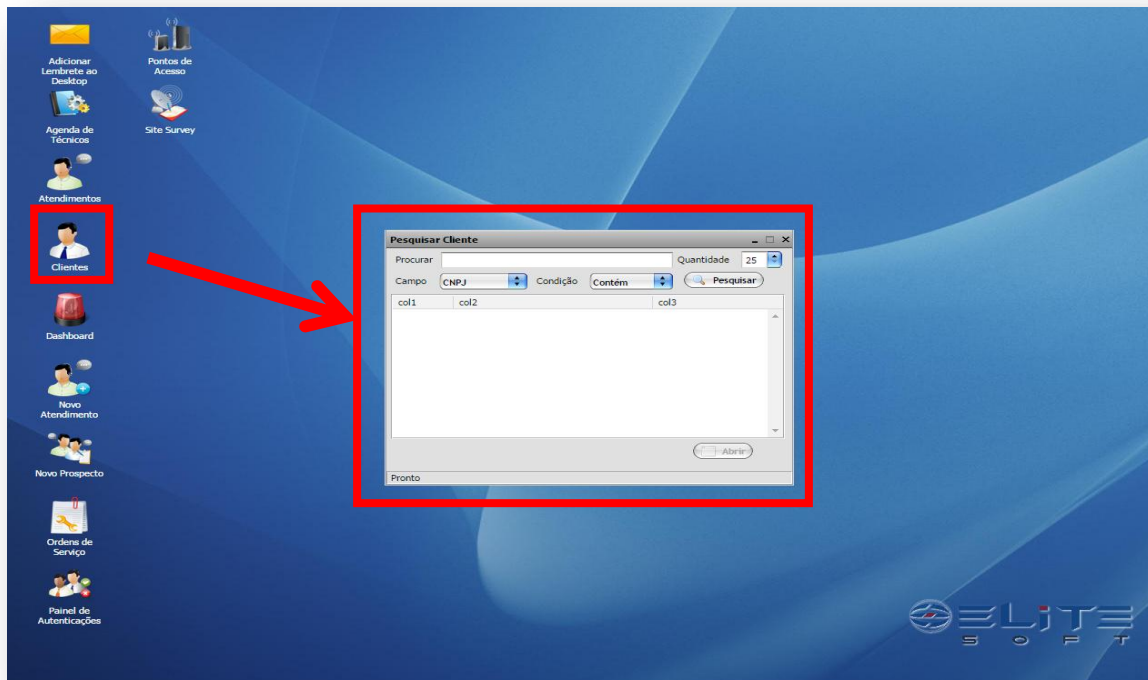 Adicionar
Lembrete ao
Desktop
Pontos de
Acesso
Agenda de
Técnicos
Site Survey
Atendimentos
Clientes
Dashboard
Novo
Atendimento
Novo Prospecto
Ordens de
Serviço
Painel de
Autenticações
Pesquisar Cliente
Procurar Quantidade 25
Campo CNPJ Condição Contém Pesquisar
col1 col2 col3
Abrir
Pronto
ELiTE
SOFT